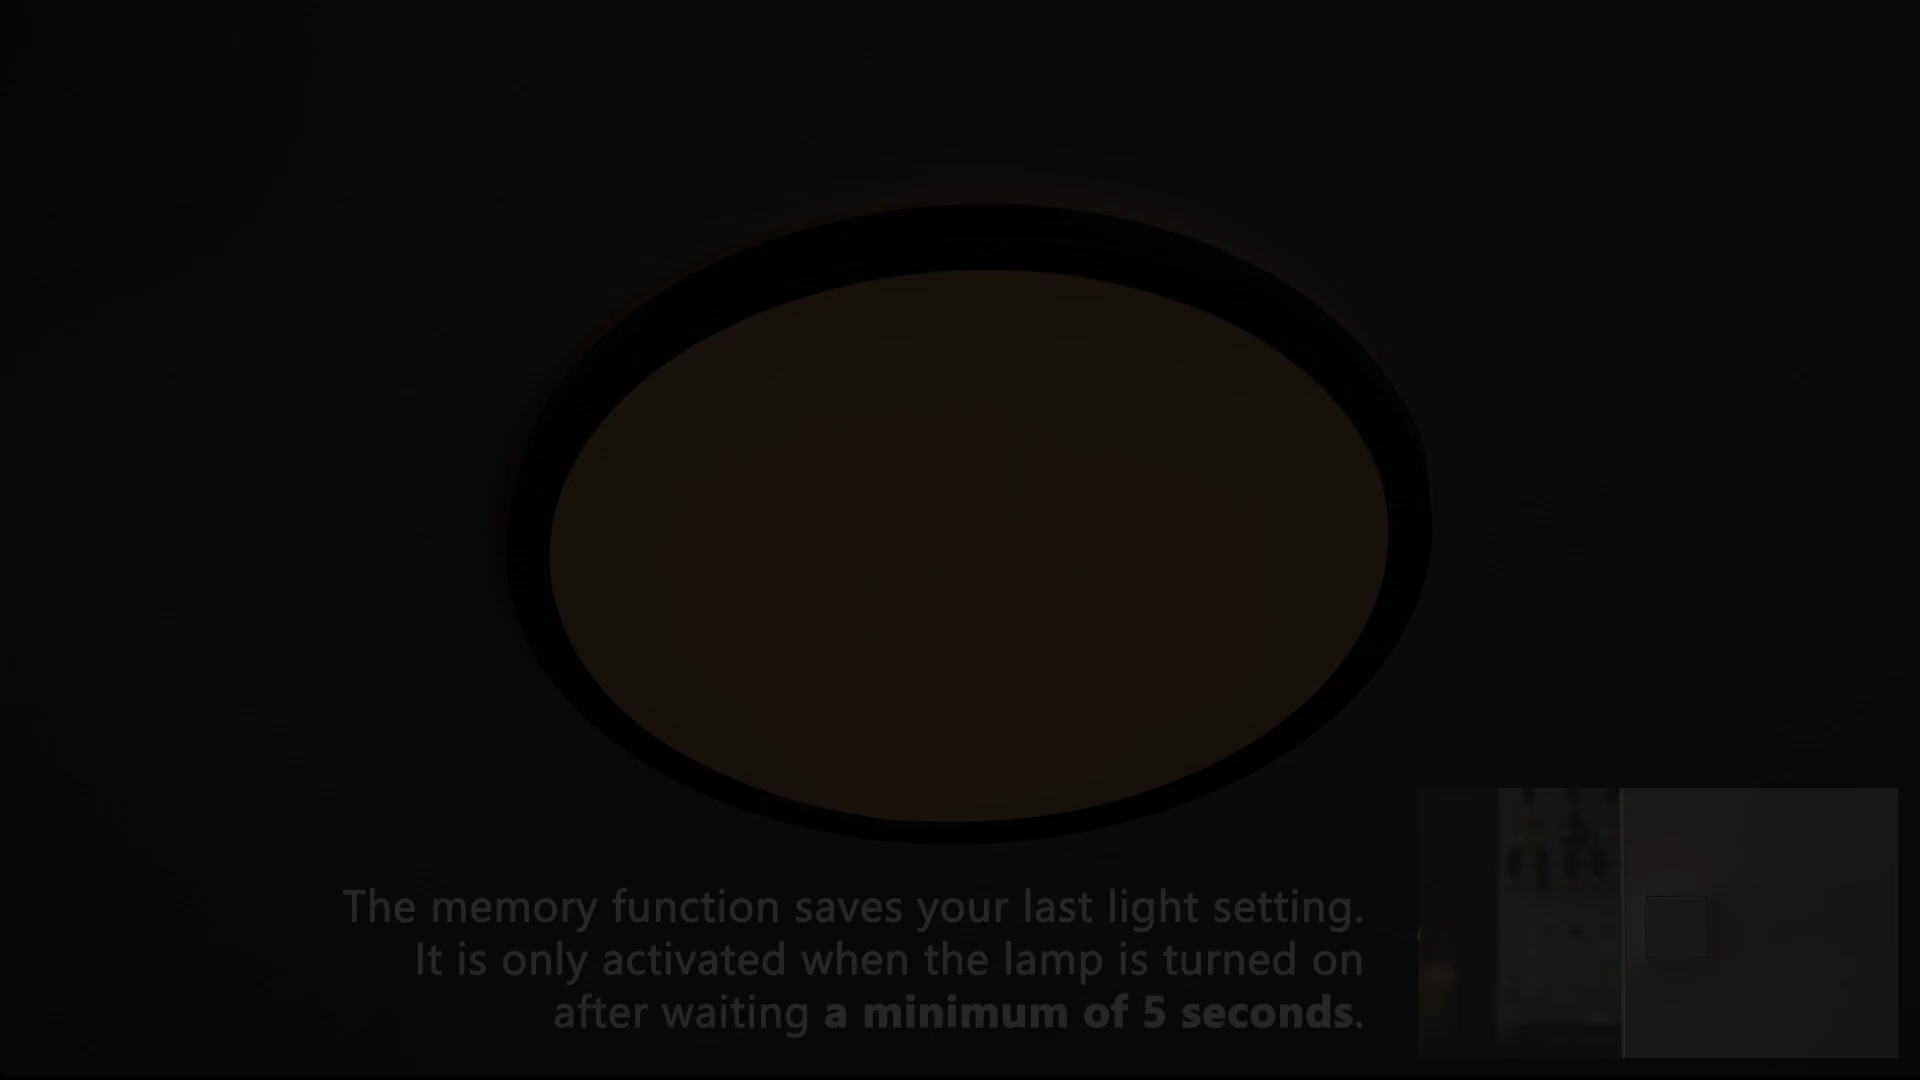 The memory function saves your last light setting.
It is only activated when the lamp is turned on
after waiting a minimum of 5 seconds.